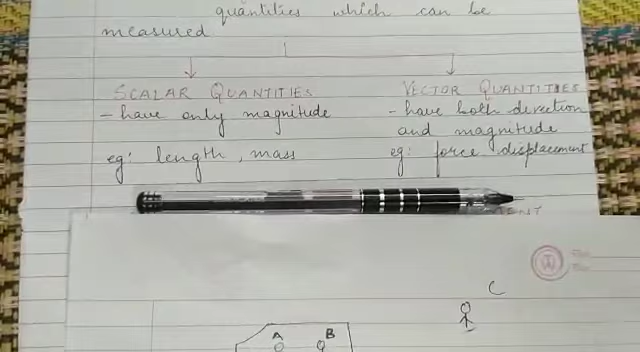 quantities which can be
measured
SCALAR QUANTITIES
- have only magnitude
eg: length, mass
VECTOR QUANTITIES
- have both direction
and magnitude
eg: force displacement
C
A B